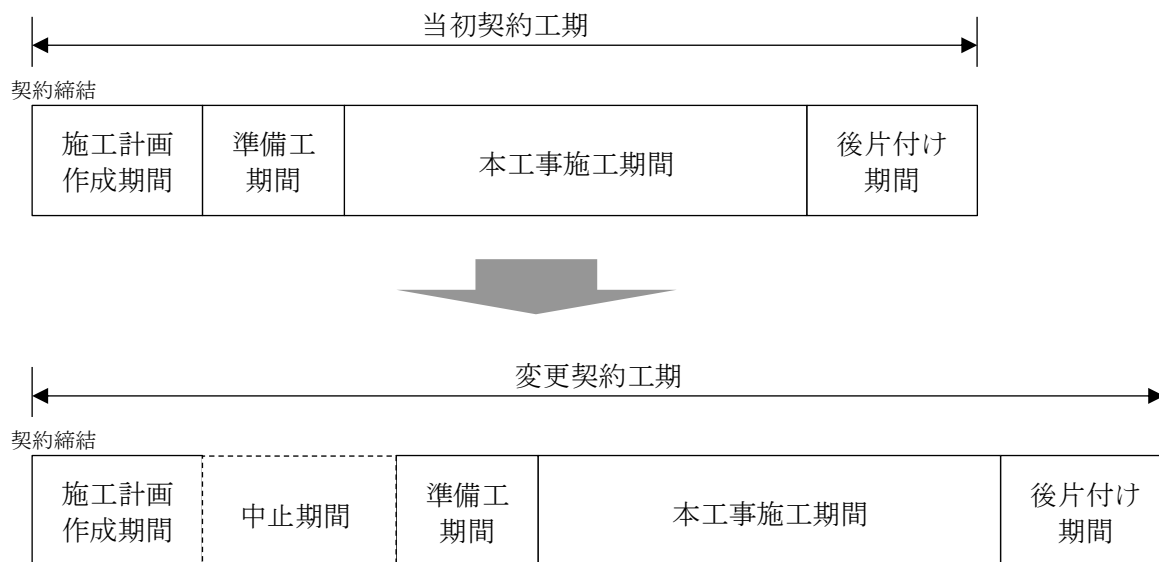 当初契約工期
契約締結
施工計画
作成期間
準備工
期間
本工事施工期間
後片付け
期間
変更契約工期
契約締結
施工計画
作成期間
中止期間
準備工
期間
本工事施工期間
後片付け
期間